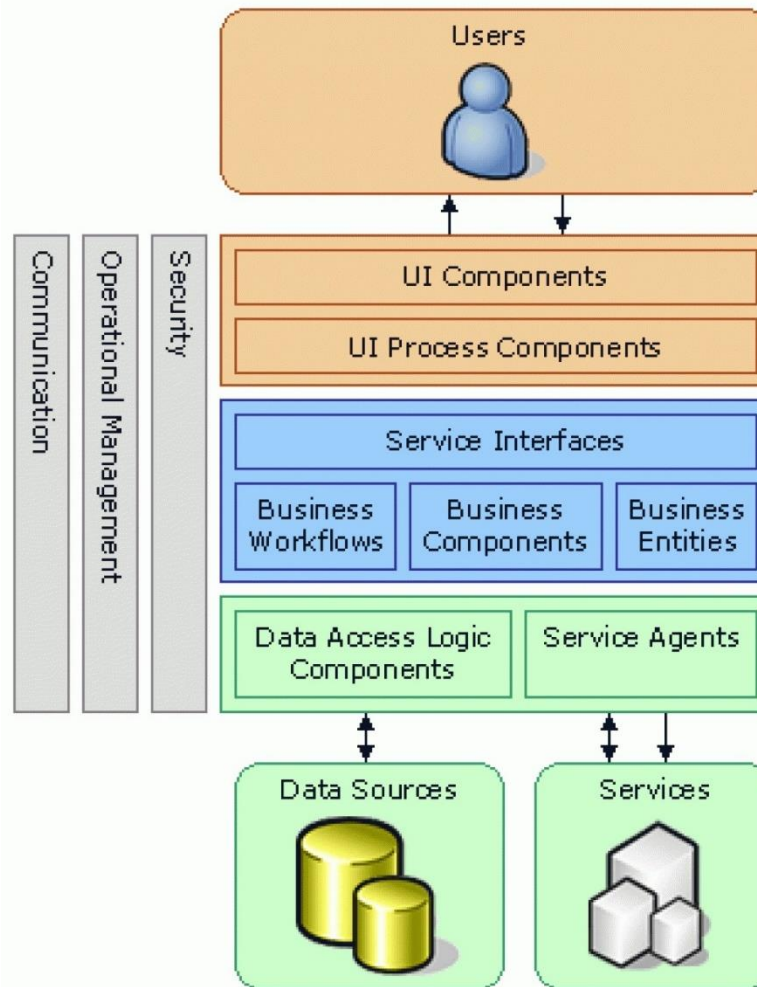 Users
Communication
Operational Management
Security
UI Components
UI Process Components
Service Interfaces
Business
Workflows
Business
Components
Business
Entities
Data Access Logic
Components
Service Agents
Data Sources
Services